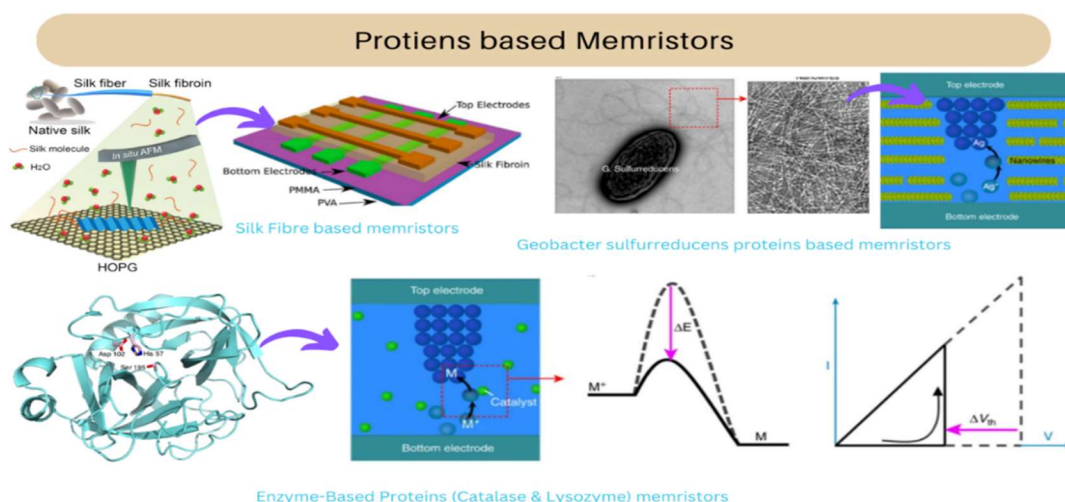 Protiens based Memristors
Silk fiber
Silk fibroin
Native silk
Silk molecule
H2O
In situ AFM
HOPG
Top Electrodes
Silk Fibroin
Bottom Electrodes
PMMA
PVA
Silk Fibre based memristors
G. Sulfurreducens
Nanowires
Top electrode
Ag
Nanowires
Ag⁺
Bottom electrode
Geobacter sulfurreducens proteins based memristors
Asp 102
His 57
Ser 195
Top electrode
M
Catalyst
M⁺
Bottom electrode
ΔE
M⁺
M
I
ΔVth
V
Enzyme-Based Proteins (Catalase & Lysozyme) memristors